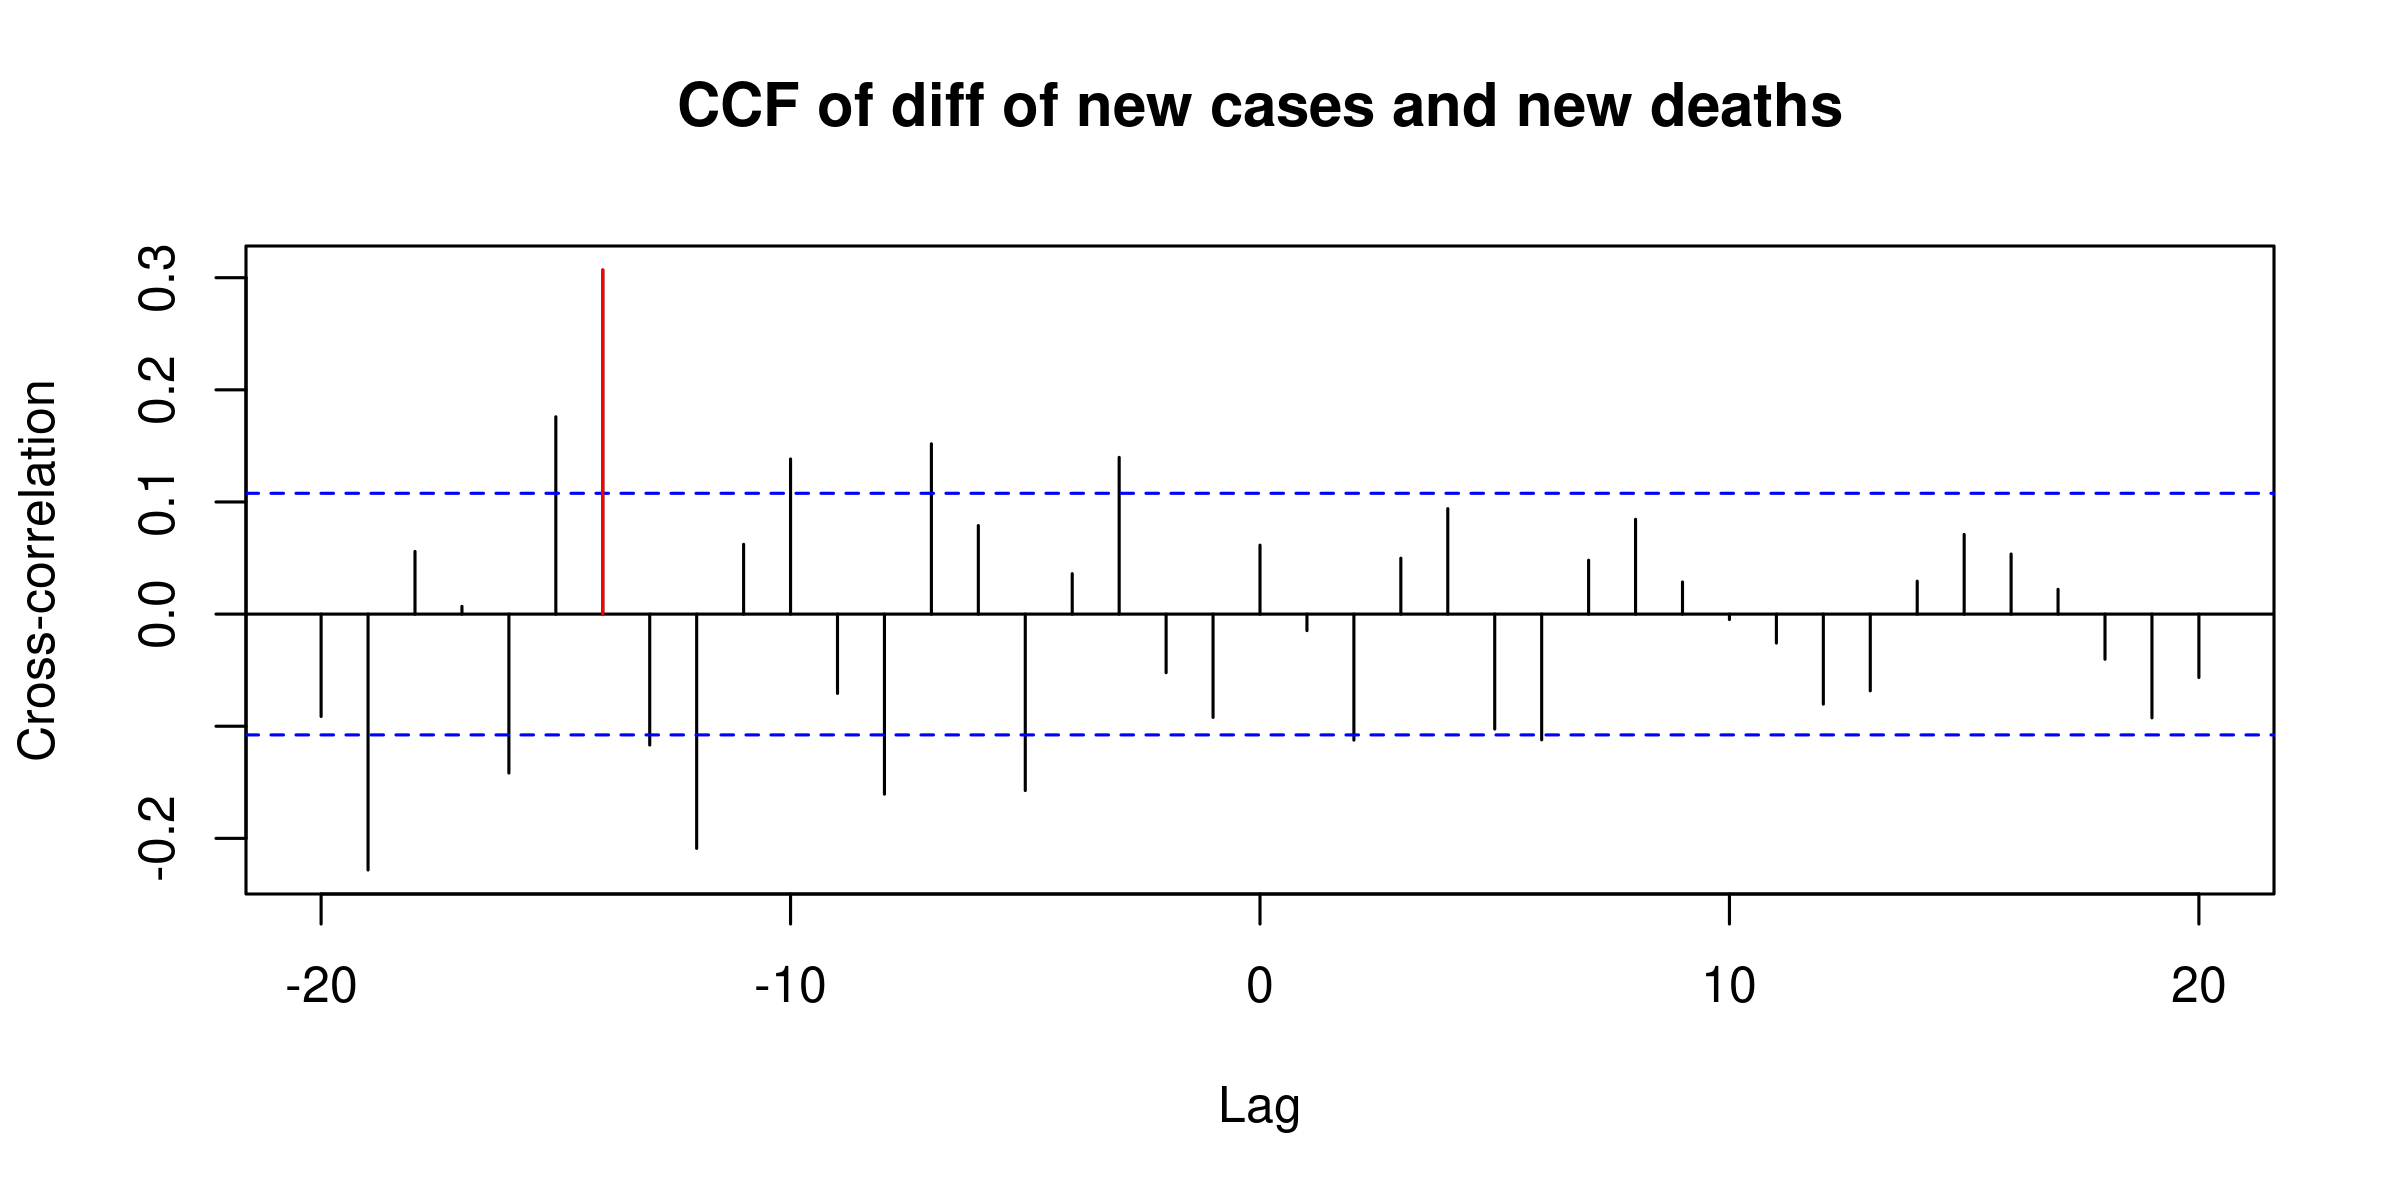 CCF of diff of new cases and new deaths
Cross-correlation
0.3
0.2
0.1
0.0
-0.2
-20 -10 0 10 20
Lag